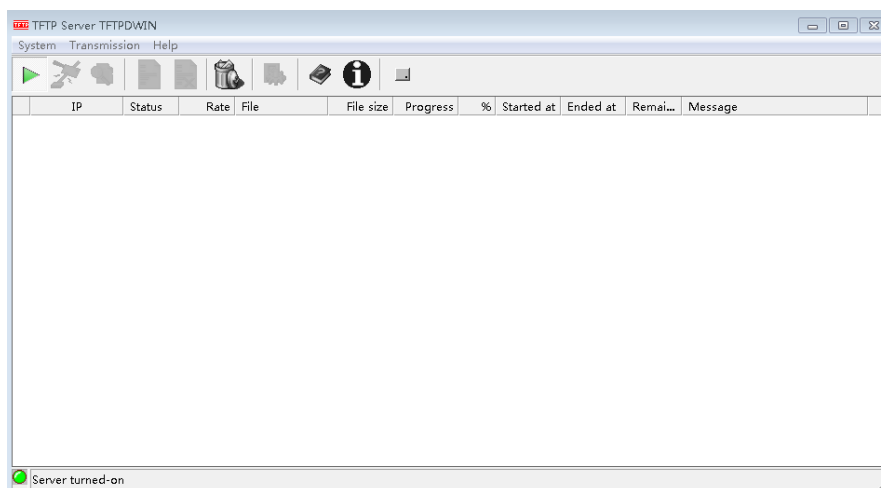 TFTP TFTP Server TFTPDWIN
System Transmission Help
IP Status Rate File File size Progress % Started at Ended at Remai... Message
Server turned-on